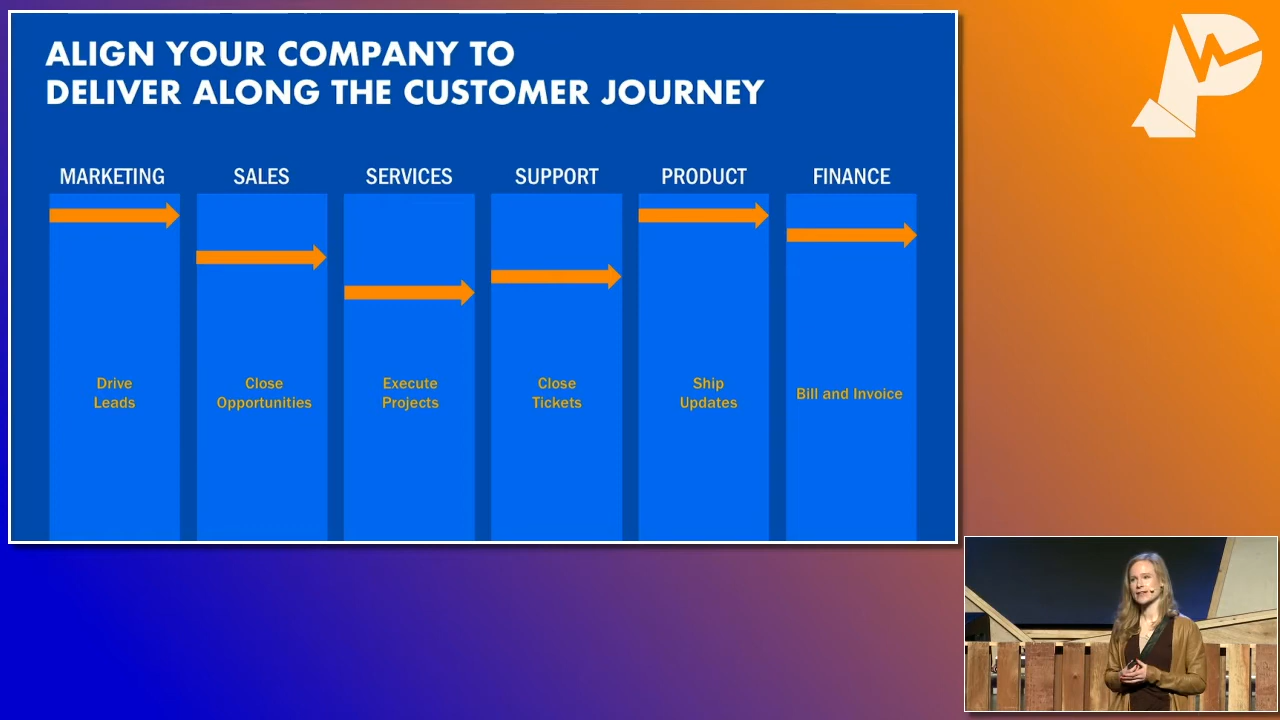 ALIGN YOUR COMPANY TO
DELIVER ALONG THE CUSTOMER JOURNEY
MARKETING
SALES
SERVICES
SUPPORT
PRODUCT
FINANCE
Drive
Leads
Close
Opportunities
Execute
Projects
Close
Tickets
Ship
Updates
Bill and Invoice